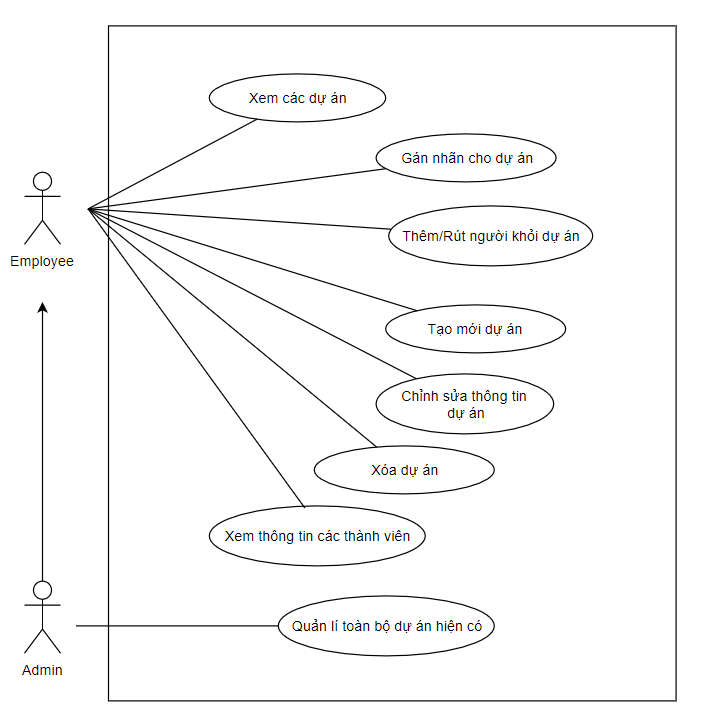 Xem các dự án
Gán nhãn cho dự án
Thêm/Rút người khỏi dự án
Employee
Tạo mới dự án
Chỉnh sửa thông tin
dự án
Xóa dự án
Xem thông tin các thành viên
Quản lí toàn bộ dự án hiện có
Admin